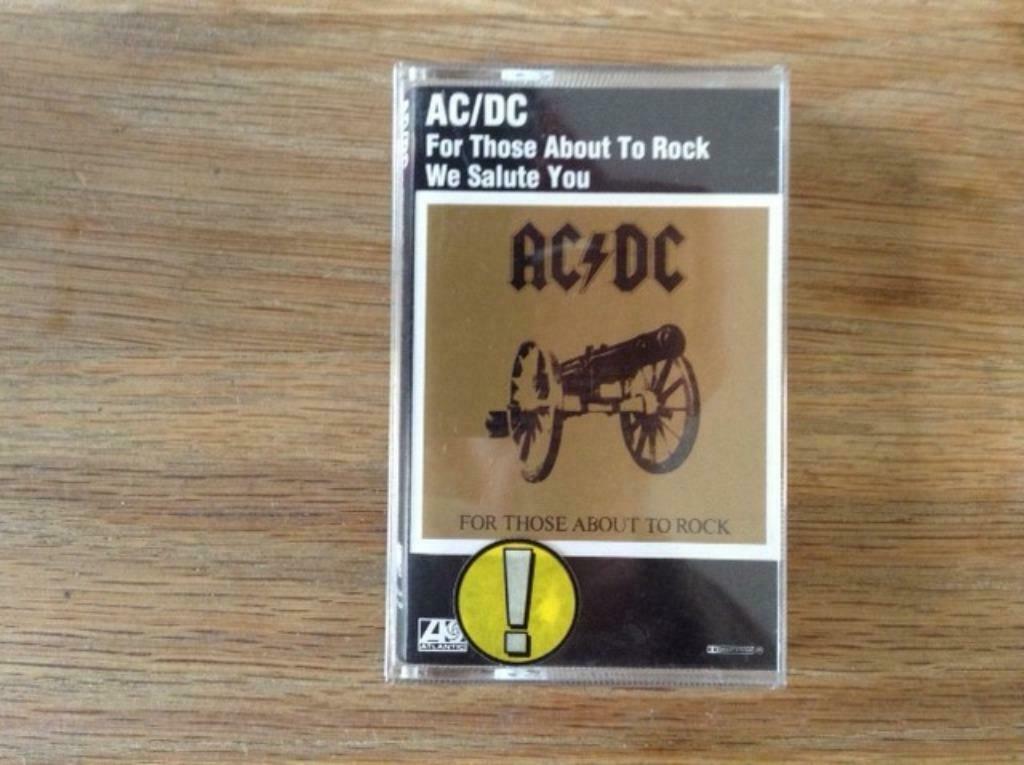 AC/DC
For Those About To Rock
We Salute You
AC⚡DC
FOR THOSE ABOUT TO ROCK
!
ATLANTIC